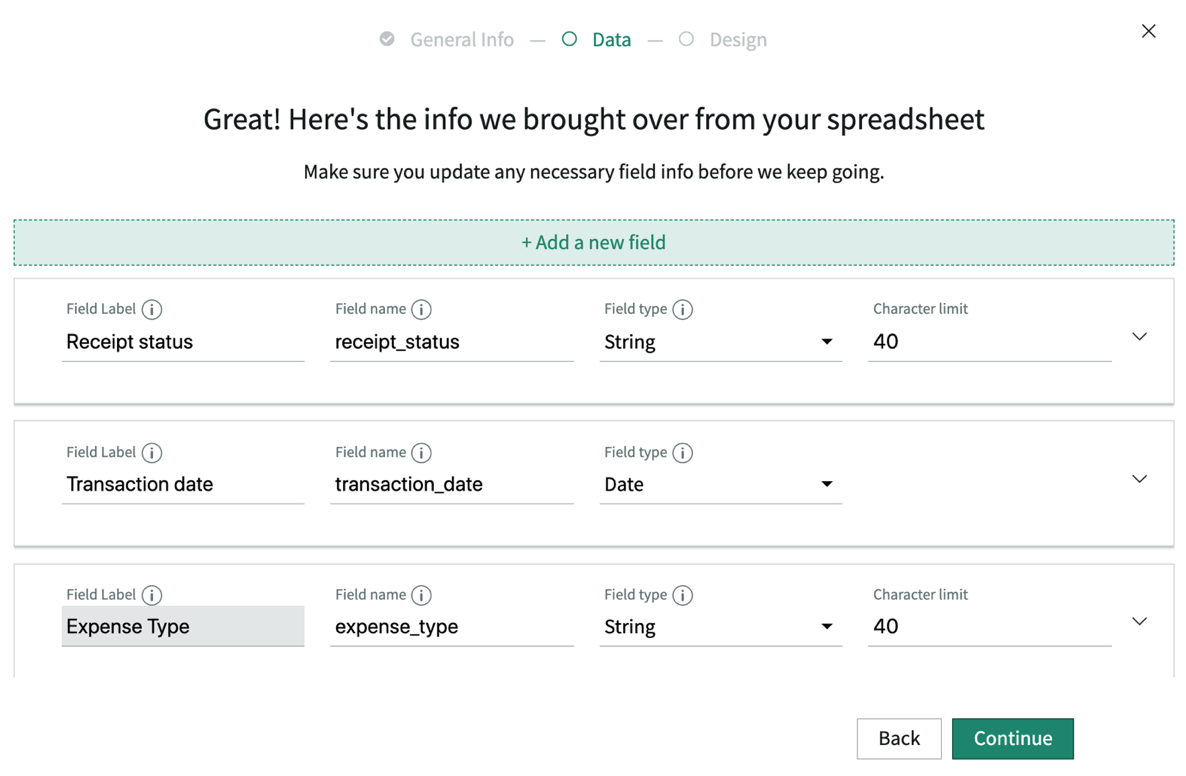 General Info — Data — Design
Great! Here's the info we brought over from your spreadsheet
Make sure you update any necessary field info before we keep going.
+ Add a new field
Field Label Field name Field type Character limit
Receipt status receipt_status String 40
Field Label Field name Field type
Transaction date transaction_date Date
Field Label Field name Field type Character limit
Expense Type expense_type String 40
Back Continue